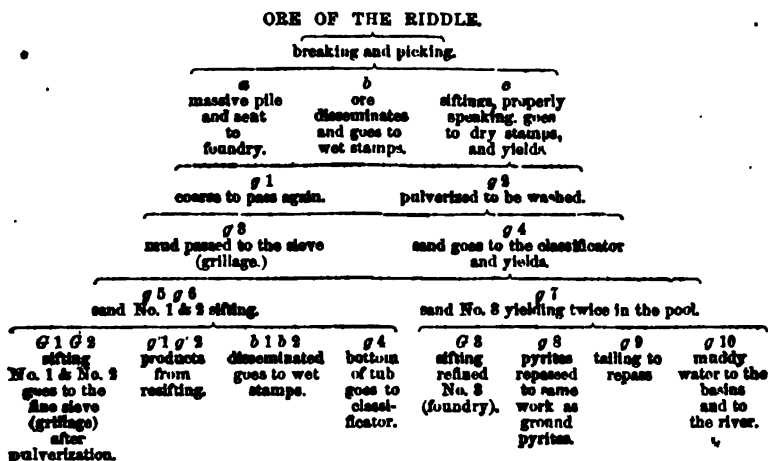 ORE OF THE RIDDLE.
breaking and picking.
a
massive pile
and sent
to
foundry.
b
ore
disseminates
and goes to
wet stamps.
c
siftings, properly
speaking. goes
to dry stamps,
and yields
g 1
coarse to pass again.
g 2
pulverized to be washed.
g 3
mud passed to the sieve
(grillage.)
g 4
sand goes to the classificator
and yields.
g 5 g 6
sand No. 1 & 2 sifting.
g 7
sand No. 3 yielding twice in the pool.
G 1 G 2
sifting
No. 1 & No. 2
goes to the
fine sieve
(grillage)
after
pulverization.
g' 1 g' 2
products
from
resifting.
b 1 b 2
disseminated
goes to wet
stamps.
g 4
bottom
of tub
goes to
classi-
ficator.
G 3
sifting
refined
No. 3
(foundry).
g 8
pyrites
repassed
to same
work as
ground
pyrites.
g 9
tailing to
repass
g 10
muddy
water to the
basins
and to
the river.